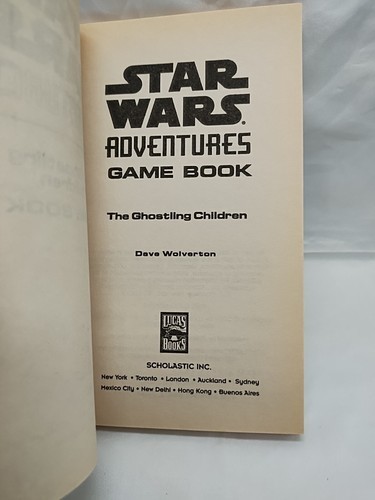 STAR
WARS®
ADVENTURES
GAME BOOK
The Ghostling Children
Dave Wolverton
LUCAS
BOOKS
SCHOLASTIC INC.
New York • Toronto • London • Auckland • Sydney
Mexico City • New Delhi • Hong Kong • Buenos Aires